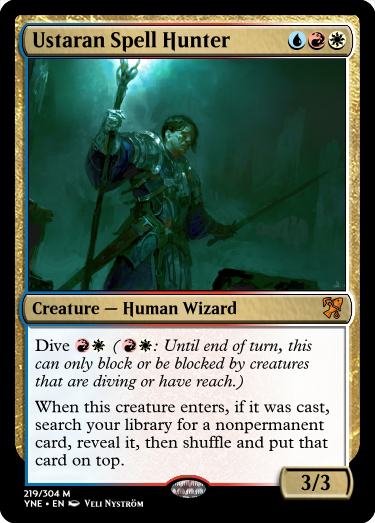 Ustaran Spell Hunter
Creature — Human Wizard
Dive (: Until end of turn, this
can only block or be blocked by creatures
that are diving or have reach.)
When this creature enters, if it was cast,
search your library for a nonpermanent
card, reveal it, then shuffle and put that
card on top.
3/3
219/304 M
YNE • EN Veli Nyström